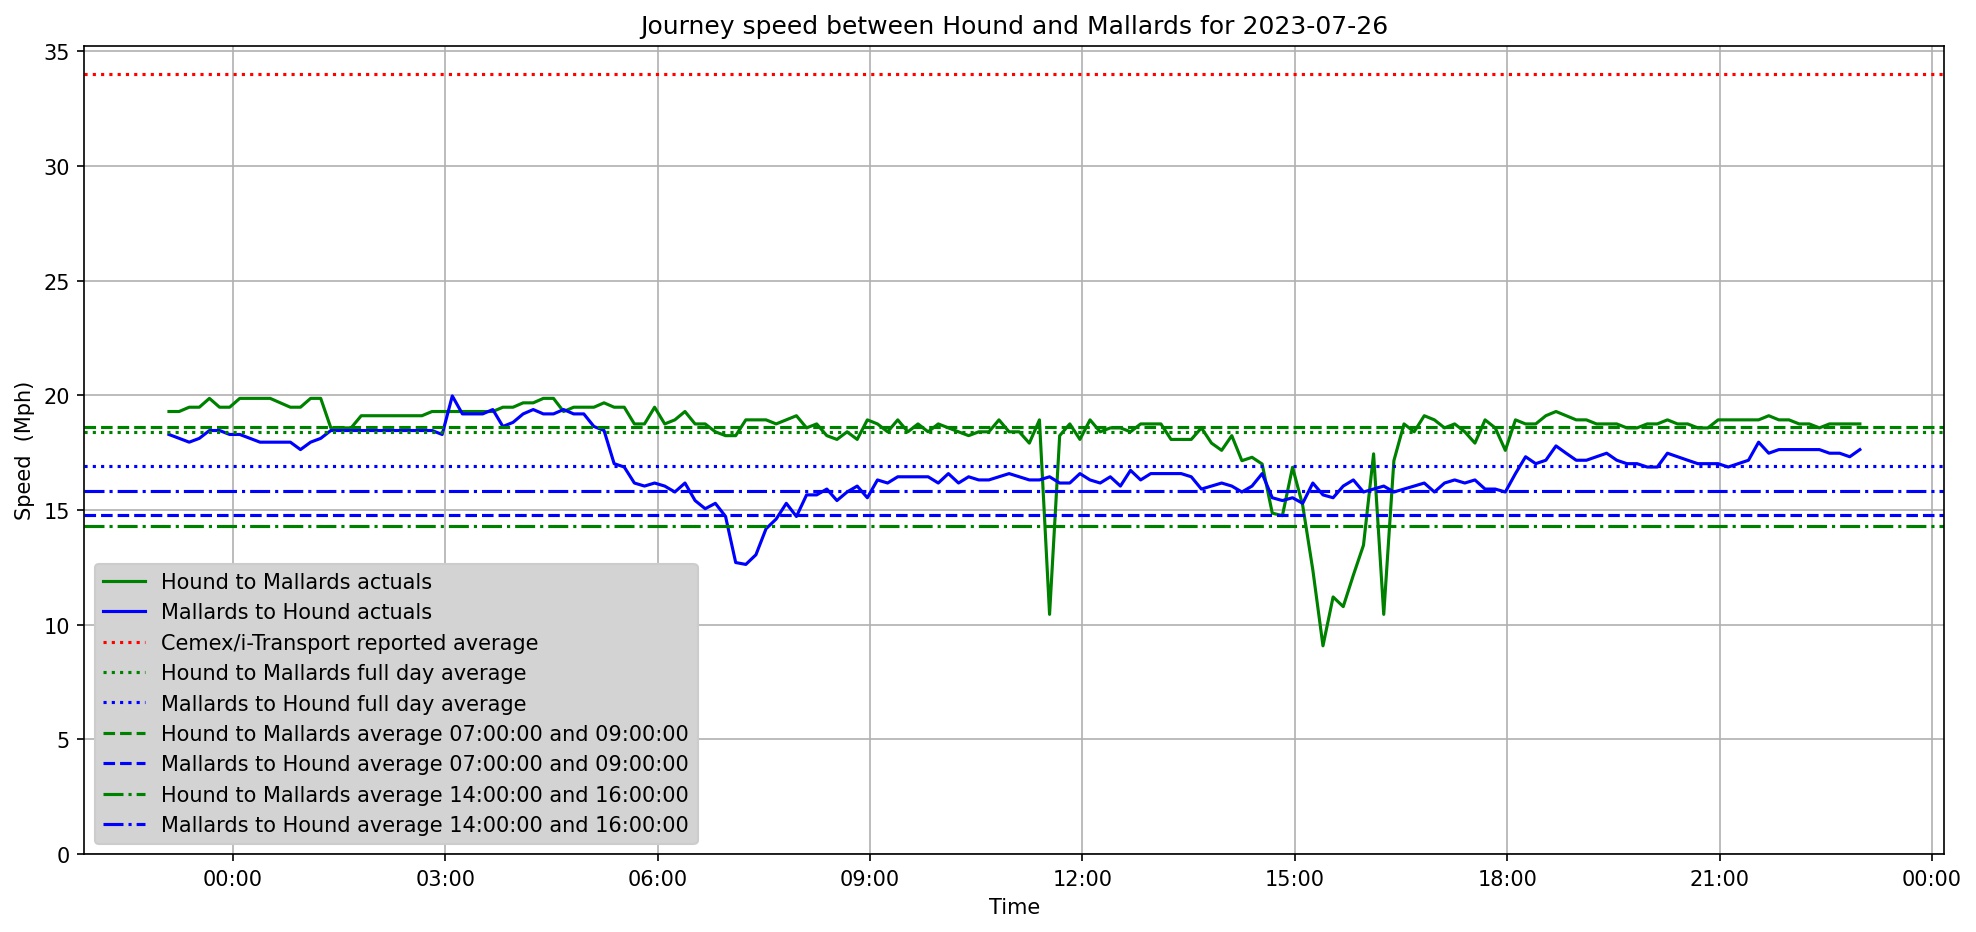 Journey speed between Hound and Mallards for 2023-07-26
35
30
25
20
15
10
5
0
Speed  (Mph)
Hound to Mallards actuals
Mallards to Hound actuals
Cemex/i-Transport reported average
Hound to Mallards full day average
Mallards to Hound full day average
Hound to Mallards average 07:00:00 and 09:00:00
Mallards to Hound average 07:00:00 and 09:00:00
Hound to Mallards average 14:00:00 and 16:00:00
Mallards to Hound average 14:00:00 and 16:00:00
00:00 03:00 06:00 09:00 12:00 15:00 18:00 21:00 00:00
Time